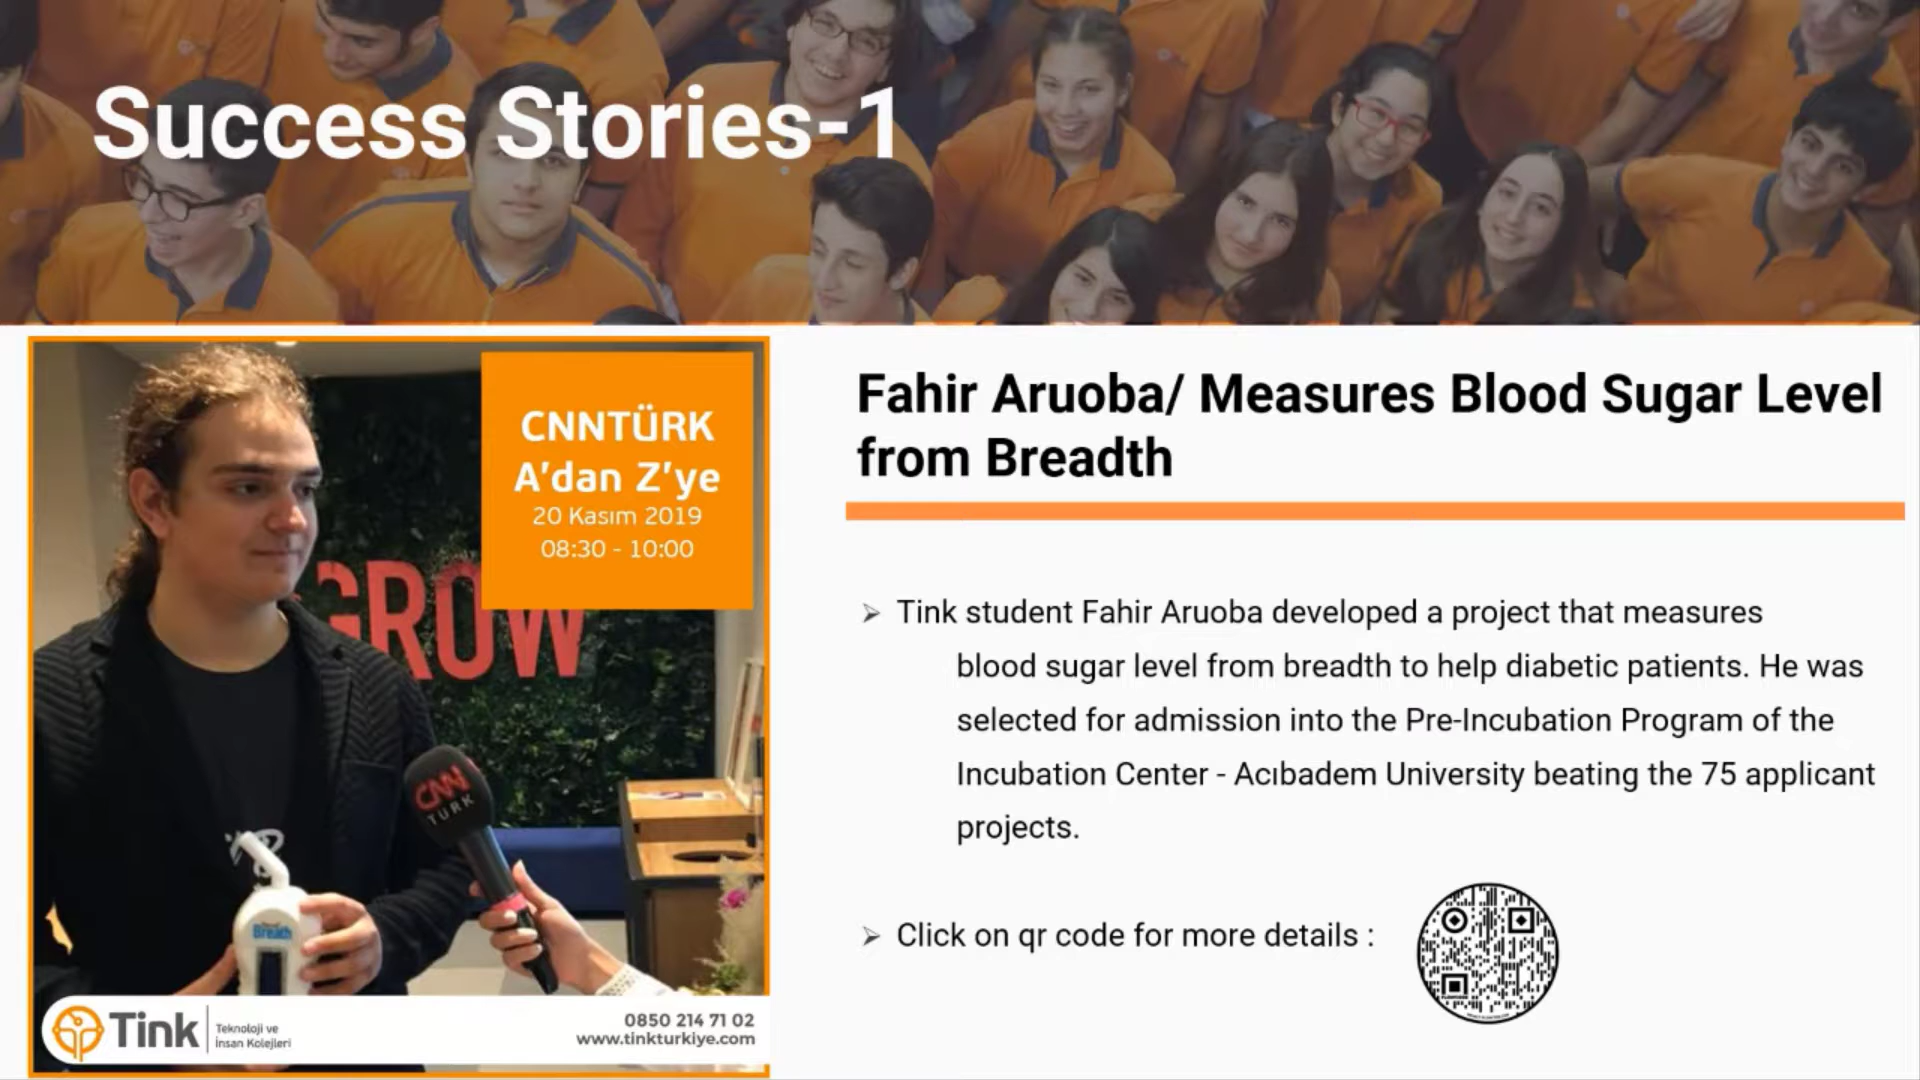 Success Stories-1
CNNTÜRK
A'dan Z'ye
20 Kasım 2019
08:30 - 10:00
GROW
CNN
TÜRK
Breath
Tink
Teknoloji ve
İnsan Kolejleri
0850 214 71 02
www.tinkturkiye.com
Fahir Aruoba/ Measures Blood Sugar Level
from Breadth
➢ Tink student Fahir Aruoba developed a project that measures
blood sugar level from breadth to help diabetic patients. He was
selected for admission into the Pre-Incubation Program of the
Incubation Center - Acıbadem University beating the 75 applicant
projects.
➢ Click on qr code for more details :